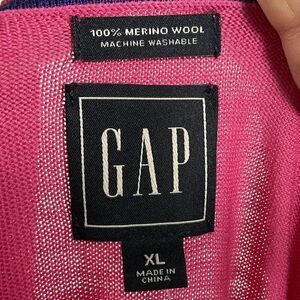 100% MERINO WOOL
MACHINE WASHABLE
GAP
XL
MADE IN
CHINA